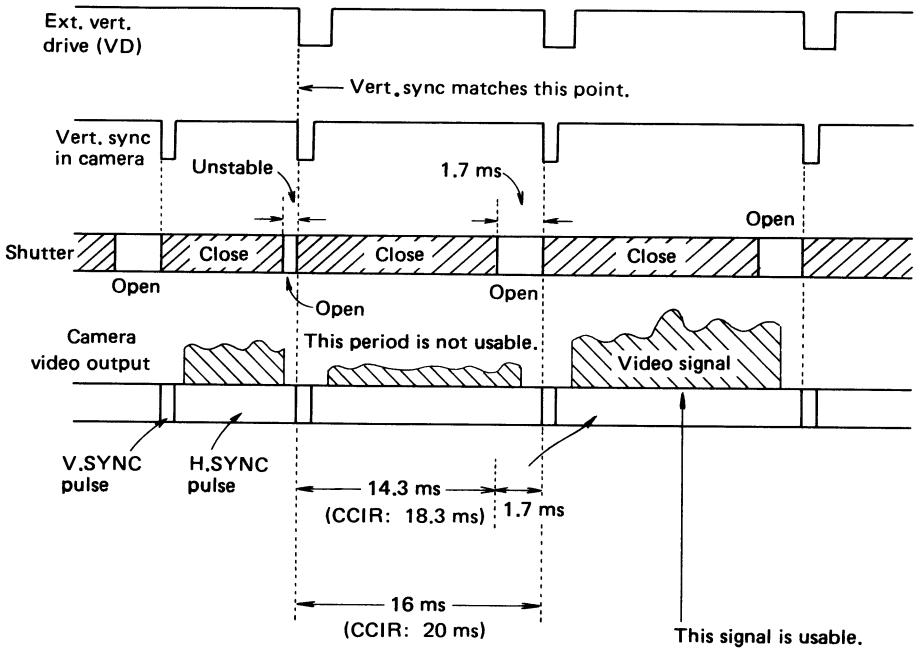 Ext. vert.
drive (VD)
Vert. sync matches this point.
Vert. sync
in camera
Unstable
1.7 ms
Open
Shutter
Close
Close
Close
Open
Open
Open
Camera
video output
This period is not usable.
Video signal
V.SYNC
pulse
H.SYNC
pulse
14.3 ms
(CCIR: 18.3 ms)
1.7 ms
16 ms
(CCIR: 20 ms)
This signal is usable.